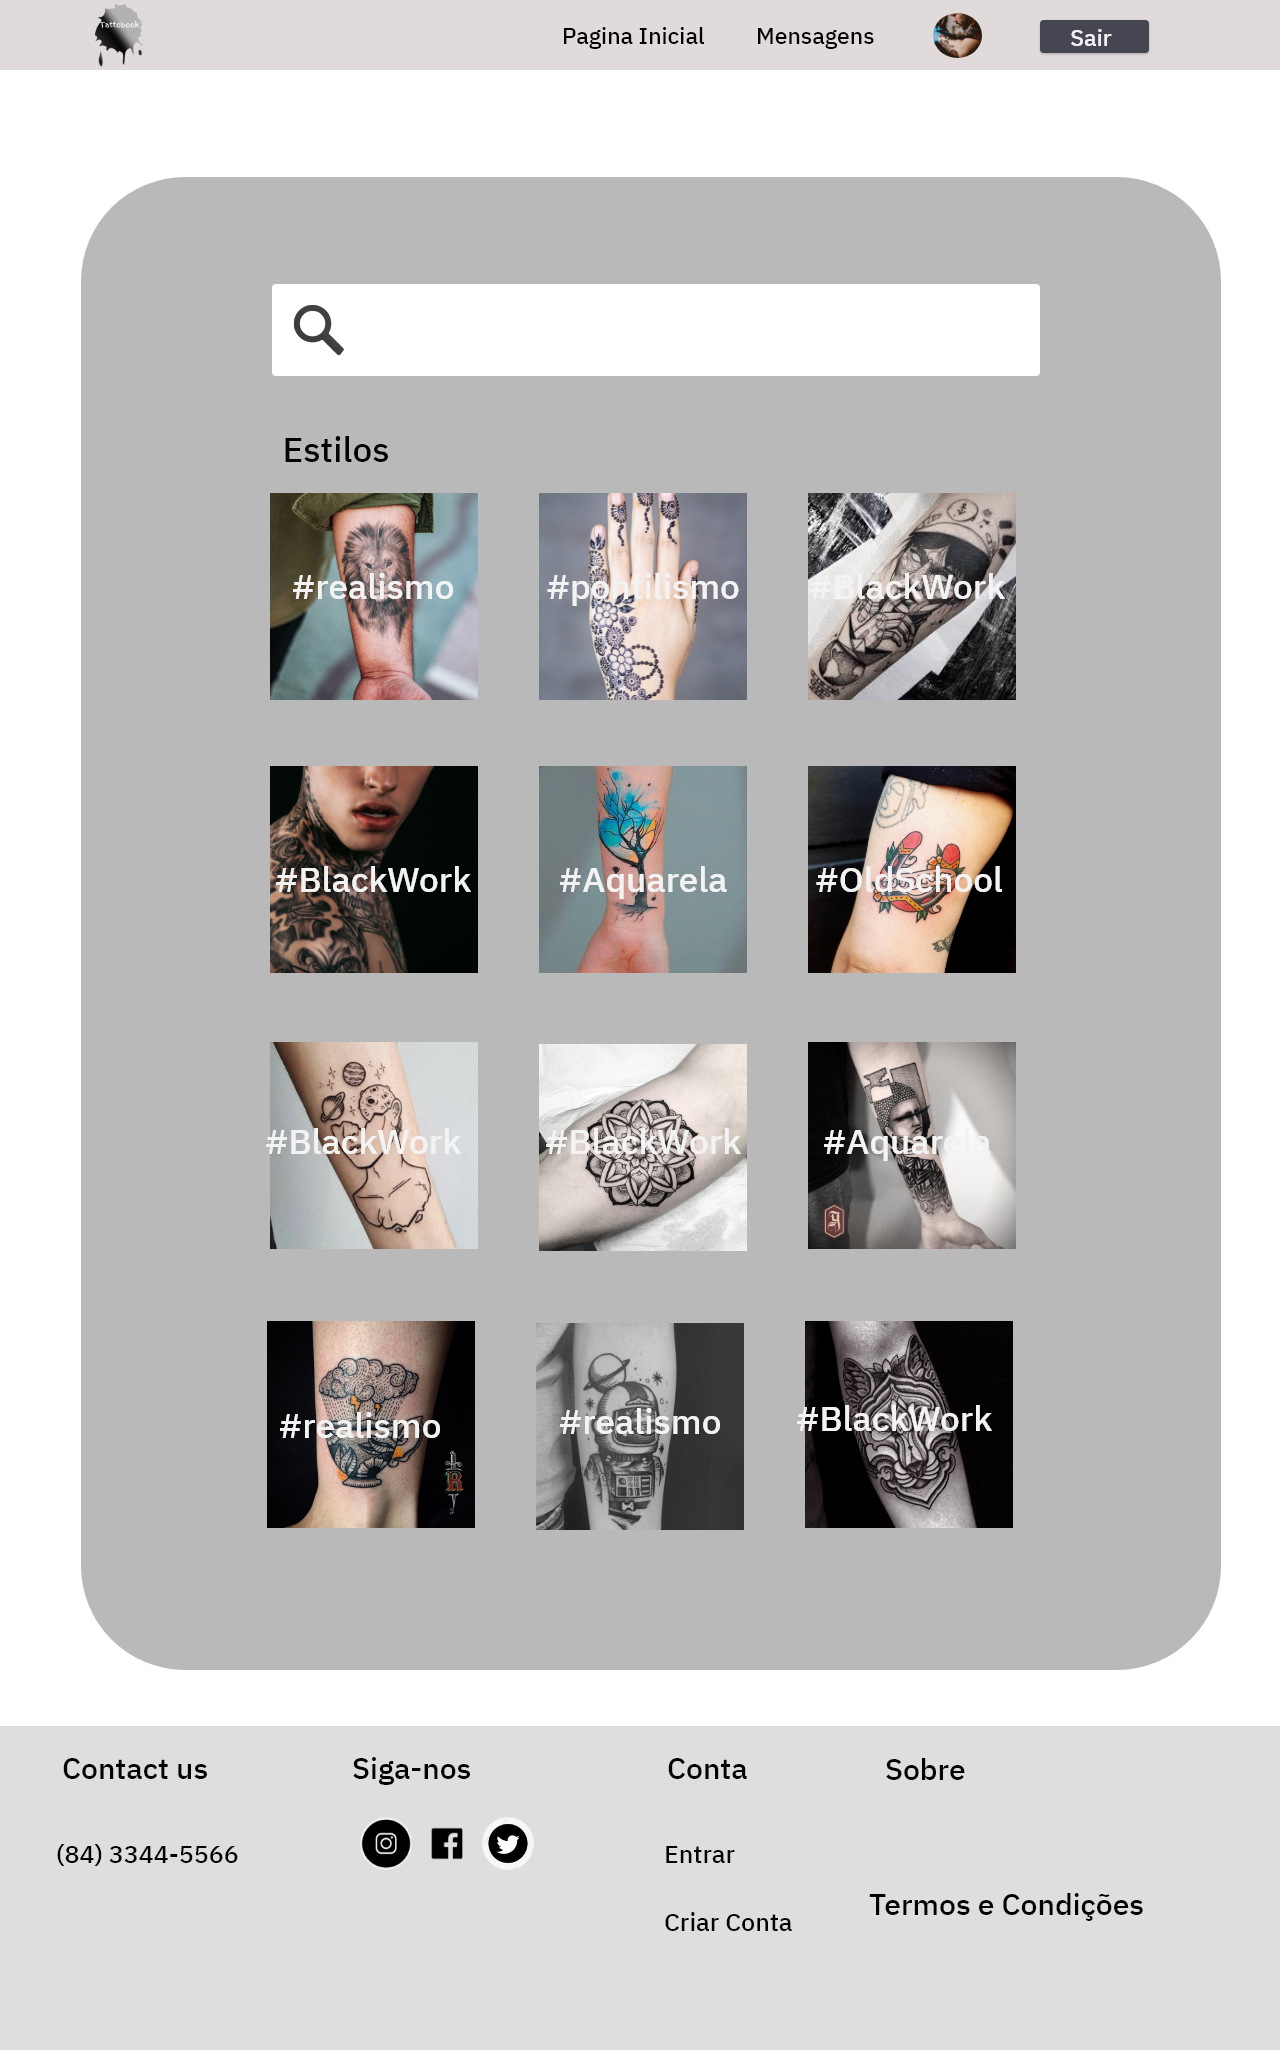 Tattobook
Pagina Inicial
Mensagens
Sair
Estilos
#realismo
#pontilismo
#BlackWork
#BlackWork
#Aquarela
#OldSchool
#BlackWork
#BlackWork
#Aquarela
#realismo
#realismo
#BlackWork
R
Contact us
Siga-nos
Conta
Sobre
(84) 3344-5566
Entrar
Criar Conta
Termos e Condições